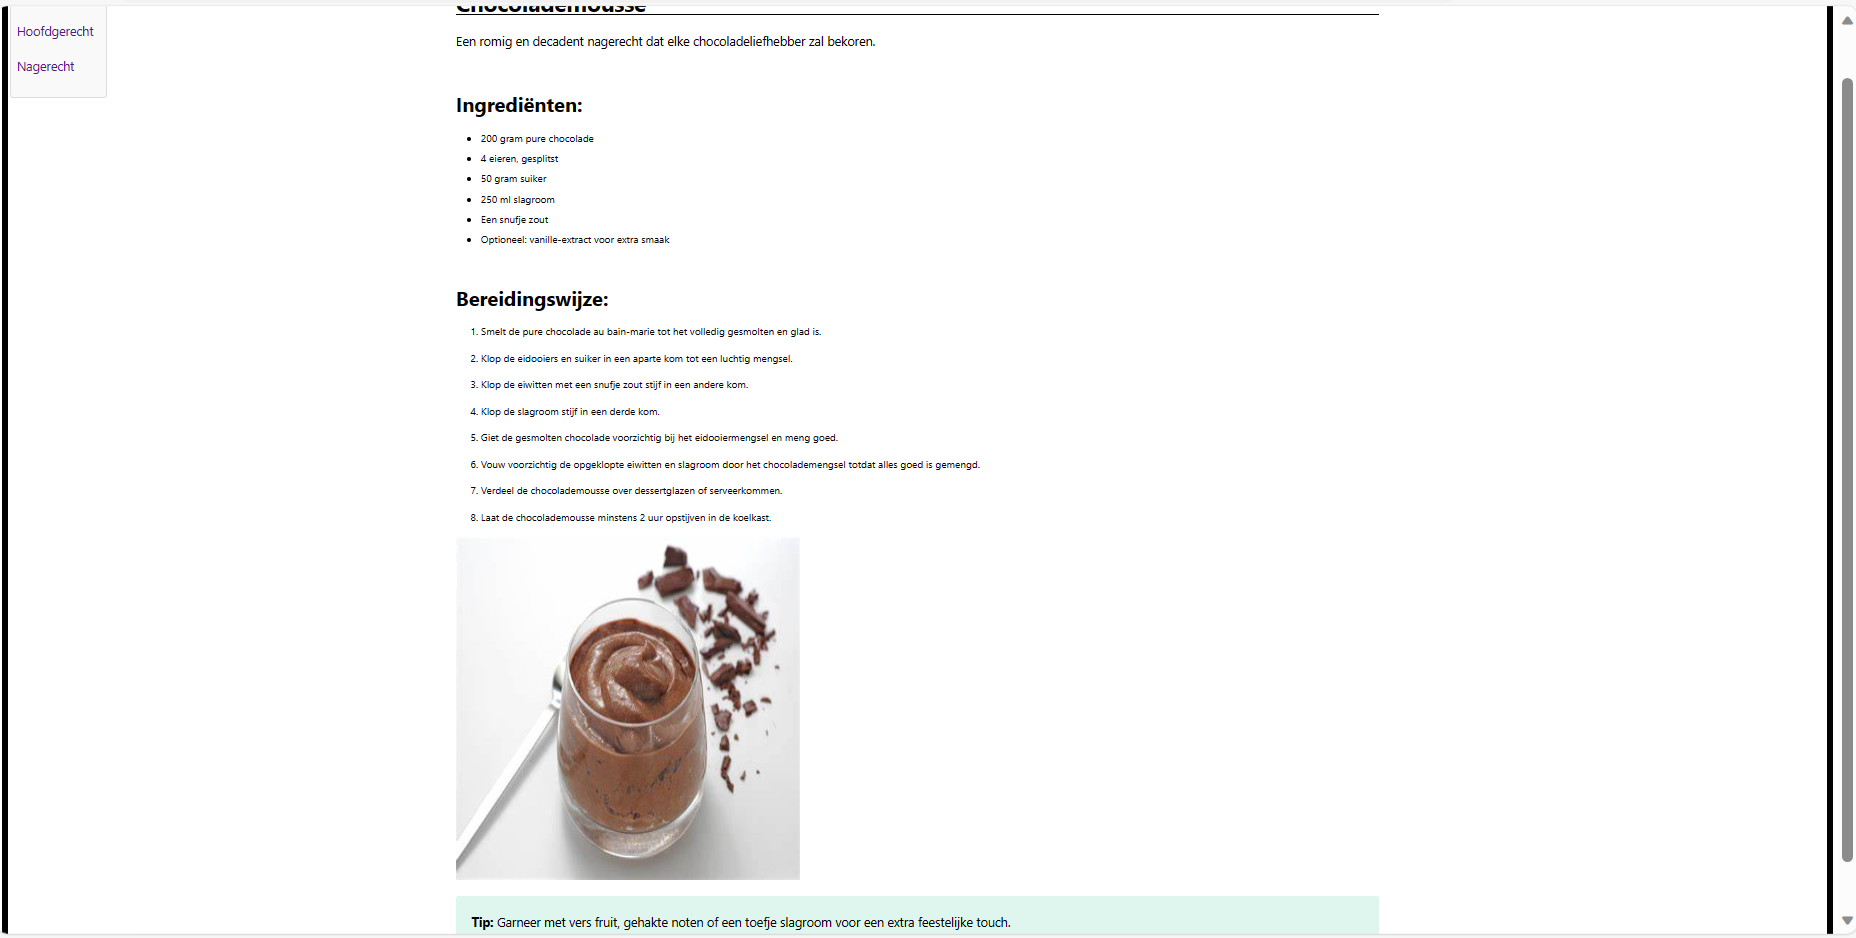 Chocolademousse
Hoofdgerecht
Een romig en decadent nagerecht dat elke chocoladeliefhebber zal bekoren.
Nagerecht
Ingrediënten:
200 gram pure chocolade
4 eieren, gesplitst
50 gram suiker
250 ml slagroom
Een snufje zout
Optioneel: vanille-extract voor extra smaak
Bereidingswijze:
1. Smelt de pure chocolade au bain-marie tot het volledig gesmolten en glad is.
2. Klop de eidooiers en suiker in een aparte kom tot een luchtig mengsel.
3. Klop de eiwitten met een snufje zout stijf in een andere kom.
4. Klop de slagroom stijf in een derde kom.
5. Giet de gesmolten chocolade voorzichtig bij het eidooiermengsel en meng goed.
6. Vouw voorzichtig de opgeklopte eiwitten en slagroom door het chocolademengsel totdat alles goed is gemengd.
7. Verdeel de chocolademousse over dessertglazen of serveerkommen.
8. Laat de chocolademousse minstens 2 uur opstijven in de koelkast.
Tip: Garneer met vers fruit, gehakte noten of een toefje slagroom voor een extra feestelijke touch.